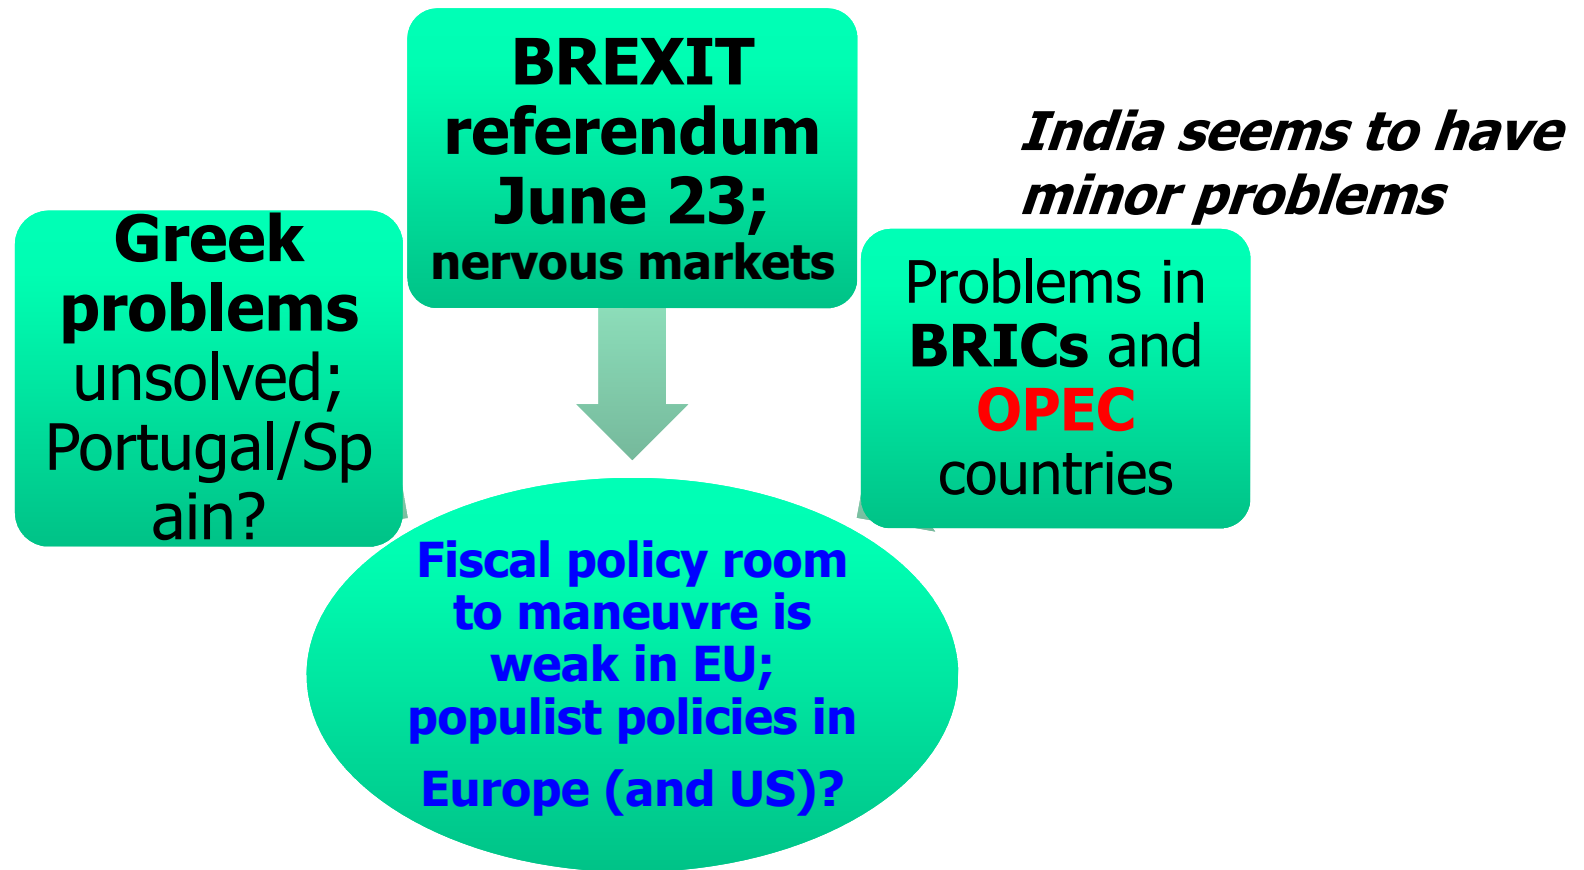 BREXIT
referendum
June 23;
nervous markets
India seems to have
minor problems
Greek
problems
unsolved;
Portugal/Sp
ain?
Problems in
BRICs and
OPEC
countries
Fiscal policy room
to maneuvre is
weak in EU;
populist policies in
Europe (and US)?